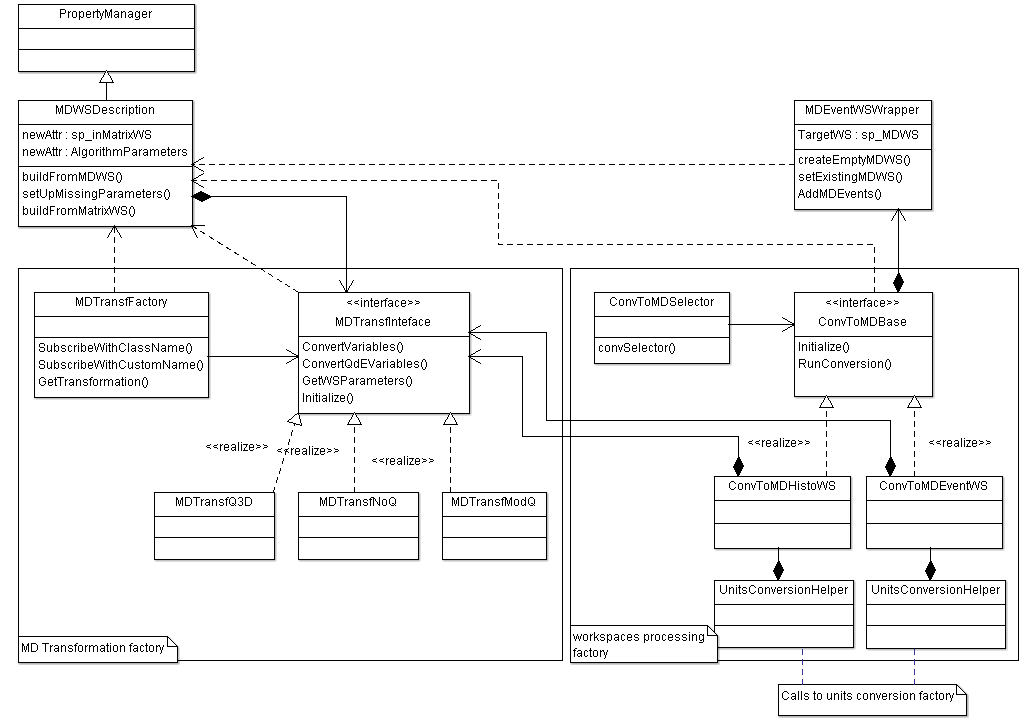 PropertyManager
MDWSDescription
newAttr : sp_inMatrixWS
newAttr : AlgorithmParameters
buildFromMDWS()
setUpMissingParameters()
buildFromMatrixWS()
MDEventWSWrapper
TargetWS : sp_MDWS
createEmptyMDWS()
setExistingMDWS()
AddMDEvents()
MDTransfFactory
SubscribeWithClassName()
SubscribeWithCustomName()
GetTransformation()
<<interface>>
MDTransfInteface
ConvertVariables()
ConvertQdEVariables()
GetWSParameters()
Initialize()
<<realize>>
<<realize>>
<<realize>>
MDTransfQ3D
MDTransfNoQ
MDTransfModQ
MD Transformation factory
ConvToMDSelector
convSelector()
<<interface>>
ConvToMDBase
Initialize()
RunConversion()
<<realize>>
<<realize>>
ConvToMDHistoWS
ConvToMDEventWS
UnitsConversionHelper
UnitsConversionHelper
workspaces processing
factory
Calls to units conversion factory